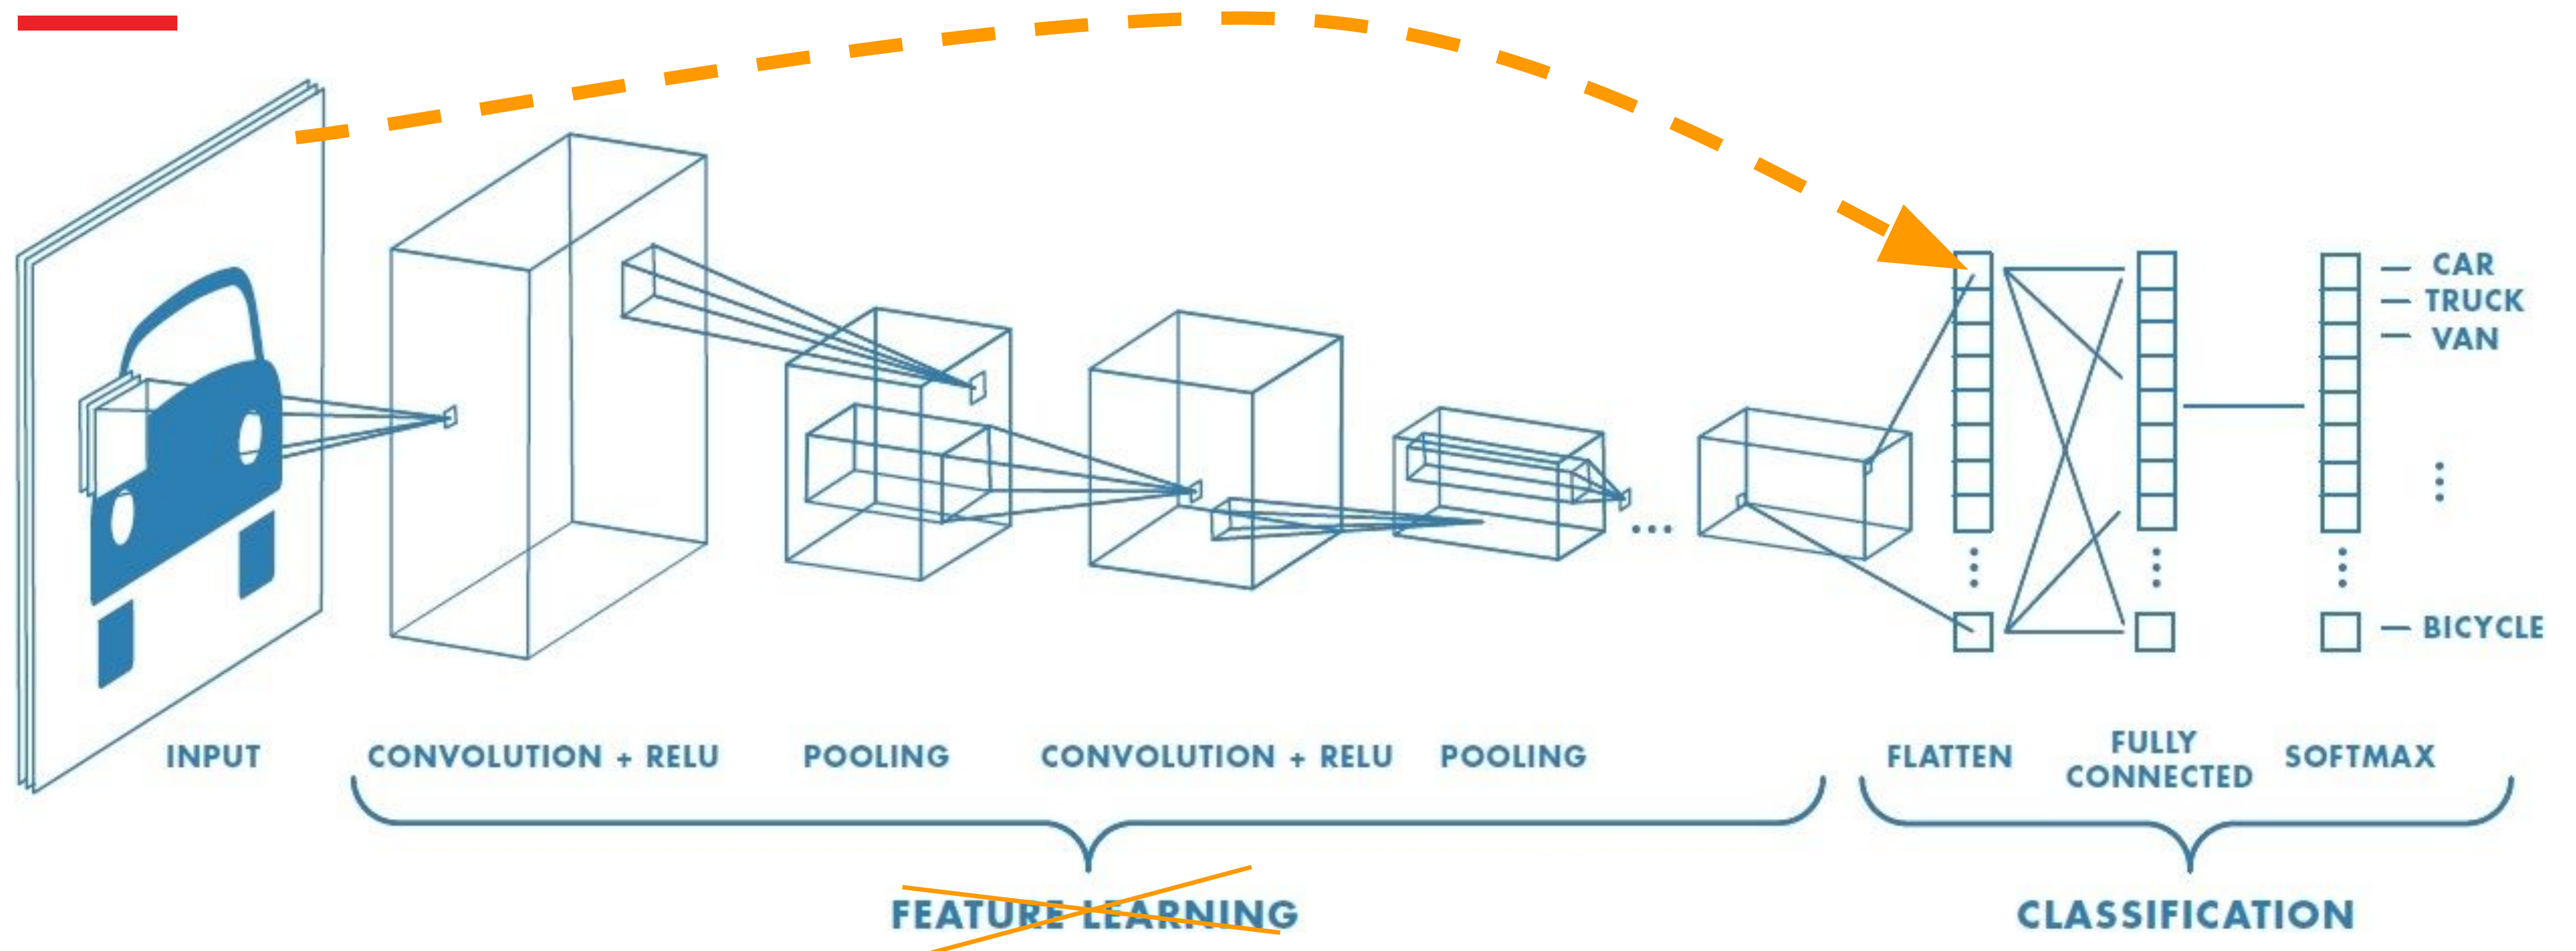 CAR
TRUCK
VAN
BICYCLE
INPUT
CONVOLUTION + RELU
POOLING
CONVOLUTION + RELU
POOLING
FLATTEN
FULLY
CONNECTED
SOFTMAX
FEATURE LEARNING
CLASSIFICATION